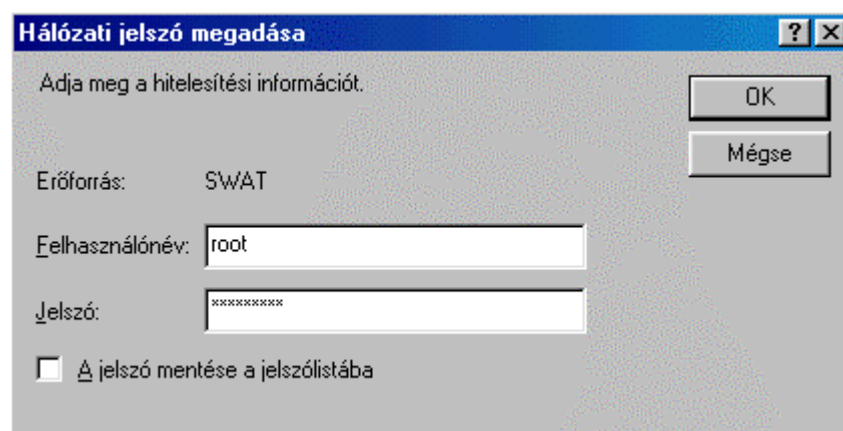 Hálózati jelszó megadása
Adja meg a hitelesítési információt.
OK
Mégse
Erőforrás: SWAT
Felhasználónév: root
Jelszó: *********
A jelszó mentése a jelszólistába